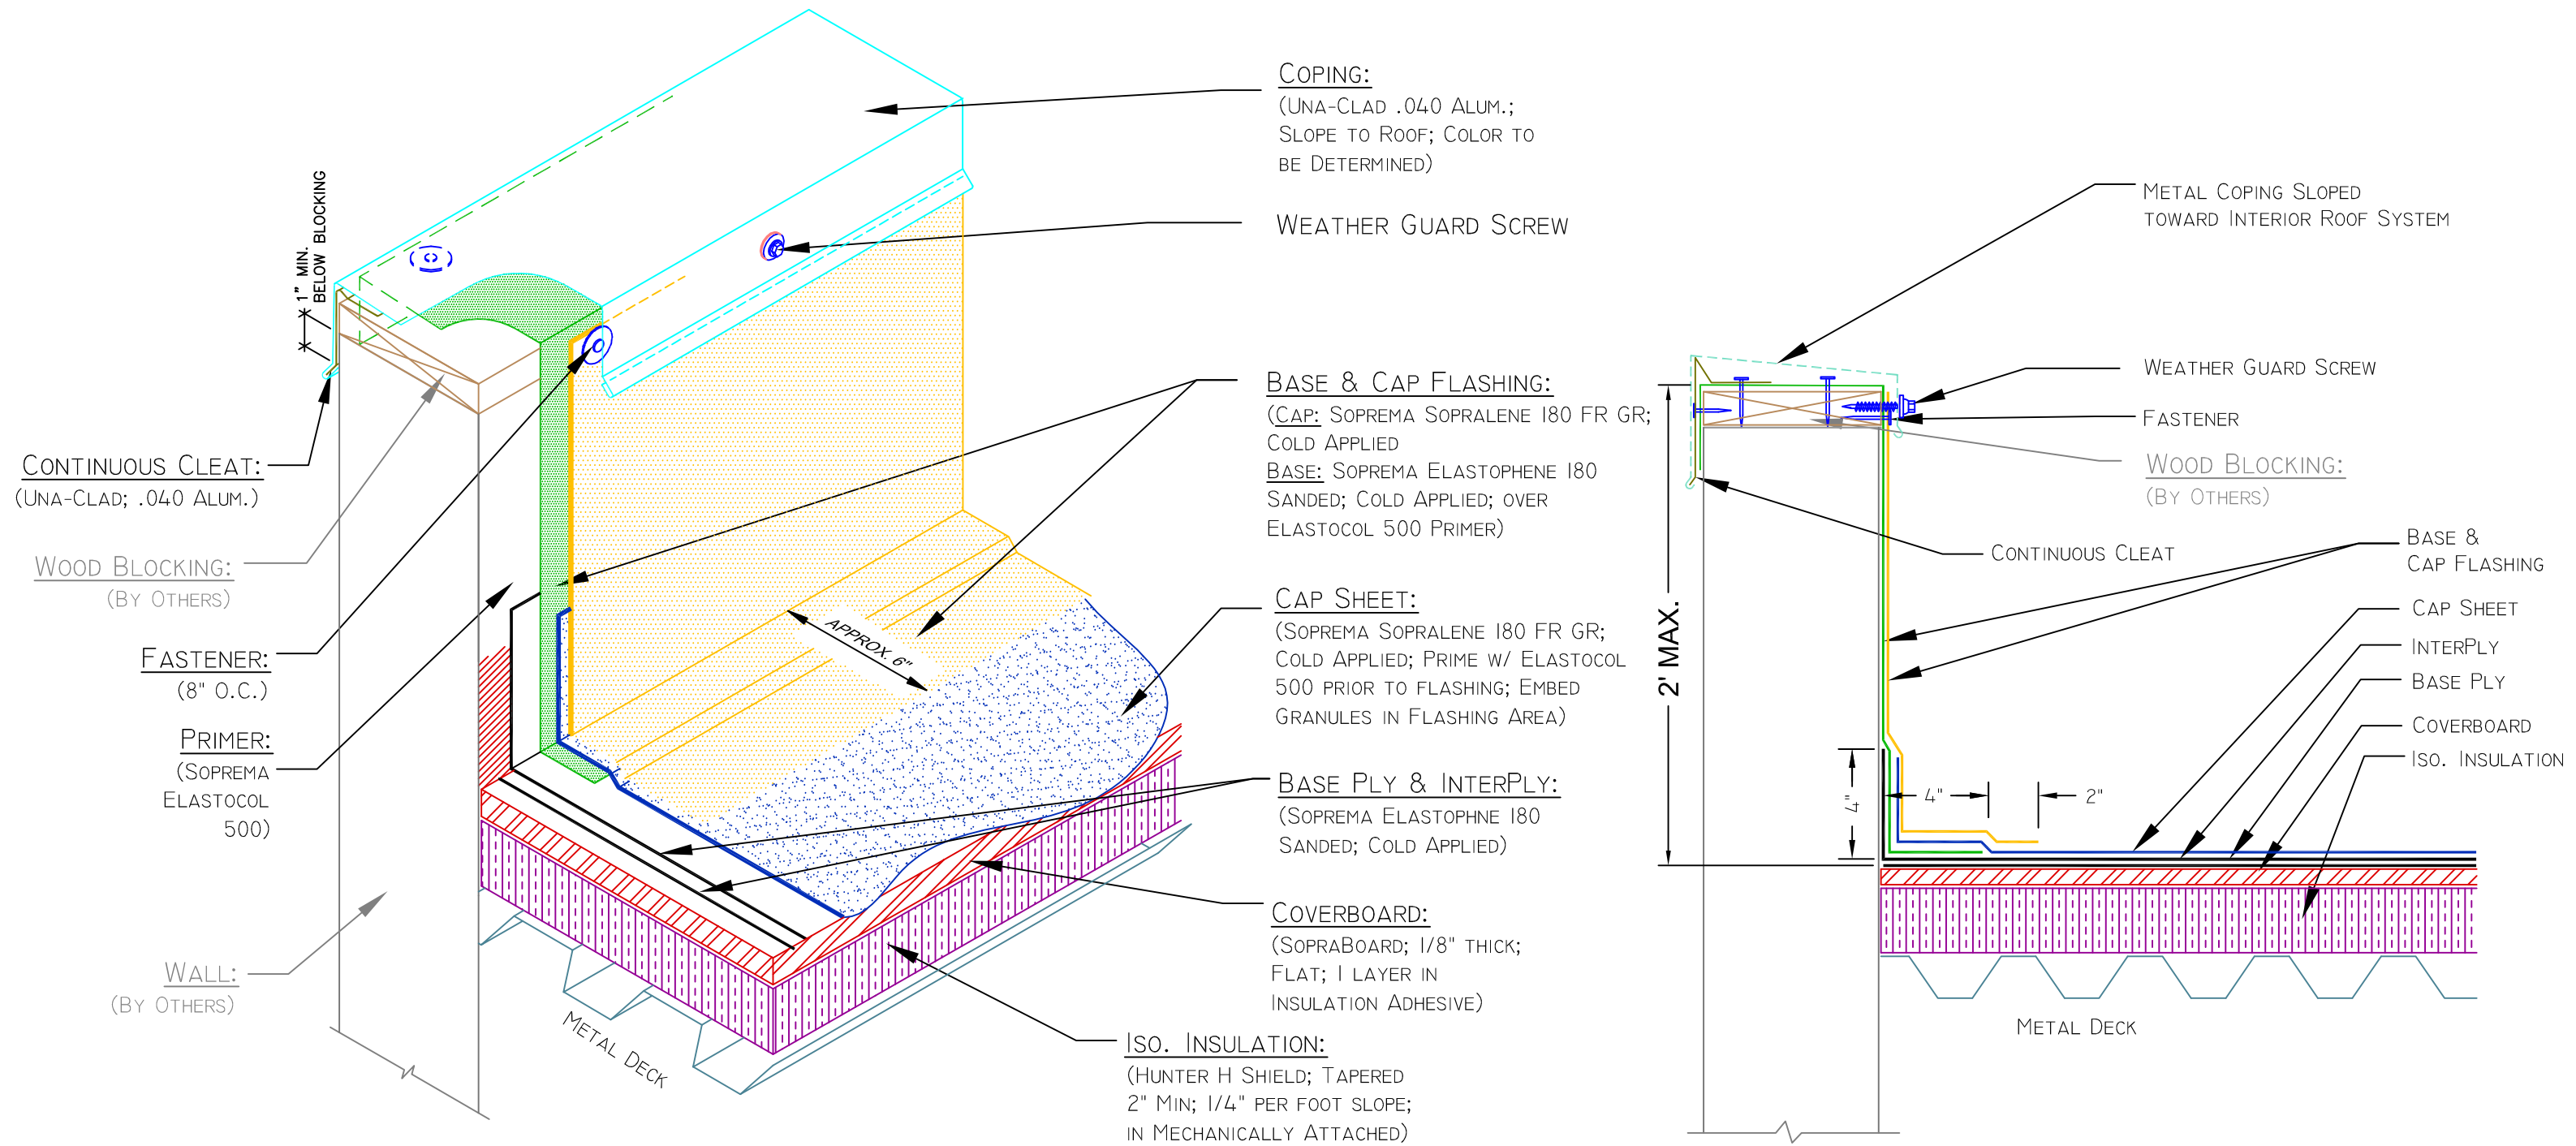 COPING:
(UNA-CLAD .040 ALUM.;
SLOPE TO ROOF; COLOR TO
BE DETERMINED)
WEATHER GUARD SCREW
1" MIN.
BELOW BLOCKING
BASE & CAP FLASHING:
(CAP: SOPREMA SOPRALENE 180 FR GR;
COLD APPLIED
BASE: SOPREMA ELASTOPHENE 180
SANDED; COLD APPLIED; OVER
ELASTOCOL 500 PRIMER)
CONTINUOUS CLEAT:
(UNA-CLAD; .040 ALUM.)
WOOD BLOCKING:
(BY OTHERS)
FASTENER:
(8" O.C.)
PRIMER:
(SOPREMA
ELASTOCOL
500)
WALL:
(BY OTHERS)
APPROX. 6"
CAP SHEET:
(SOPREMA SOPRALENE 180 FR GR;
COLD APPLIED; PRIME W/ ELASTOCOL
500 PRIOR TO FLASHING; EMBED
GRANULES IN FLASHING AREA)
BASE PLY & INTERPLY:
(SOPREMA ELASTOPHNE 180
SANDED; COLD APPLIED)
COVERBOARD:
(SOPRABOARD; 1/8" THICK;
FLAT; 1 LAYER IN
INSULATION ADHESIVE)
ISO. INSULATION:
(HUNTER H SHIELD; TAPERED
2" MIN; 1/4" PER FOOT SLOPE;
IN MECHANICALLY ATTACHED)
METAL DECK
METAL COPING SLOPED
TOWARD INTERIOR ROOF SYSTEM
WEATHER GUARD SCREW
FASTENER
WOOD BLOCKING:
(BY OTHERS)
CONTINUOUS CLEAT
BASE &
CAP FLASHING
CAP SHEET
INTERPLY
BASE PLY
COVERBOARD
ISO. INSULATION
2' MAX.
4"
4"
2"
METAL DECK